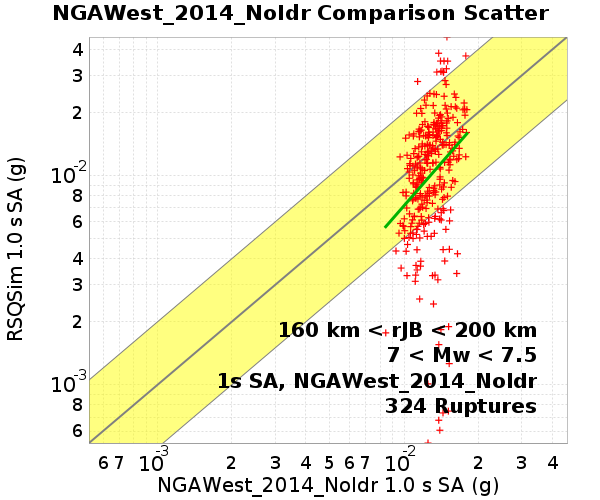 NGAWest_2014_NoIdr Comparison Scatter
RSQSim 1.0 s SA (g)
4
3
2
10-2
8
6
4
3
2
10-3
8
6
160 km < rJB < 200 km
7 < Mw < 7.5
1s SA, NGAWest_2014_NoIdr
324 Ruptures
6 7 10-3 2 3 4 5 6 7 10-2 2 3 4
NGAWest_2014_NoIdr 1.0 s SA (g)